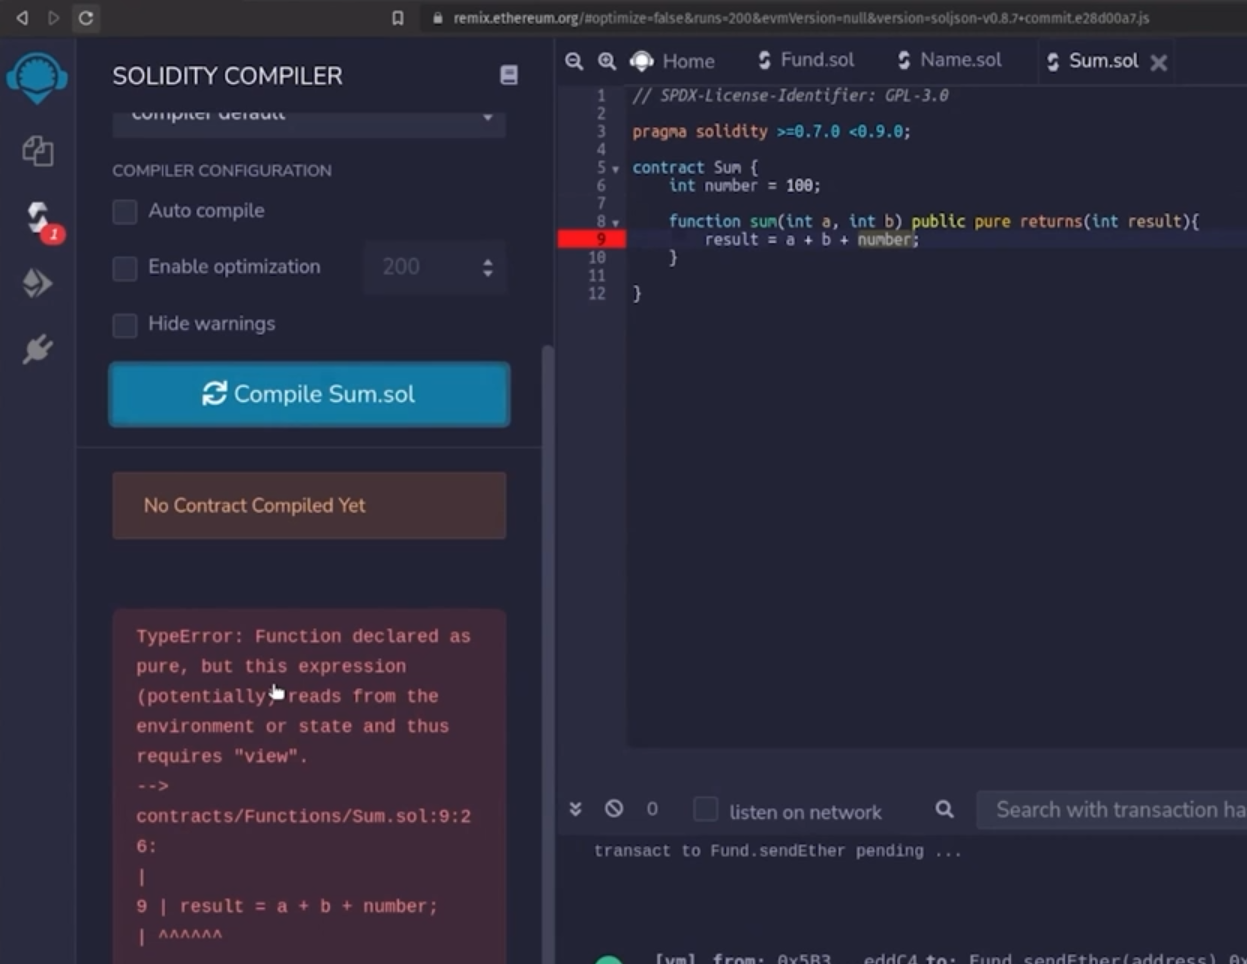 remix.ethereum.org/#optimize=false&runs=200&evmVersion=null&version=soljson-v0.8.7+commit.e28d00a7.js
SOLIDITY COMPILER
compiler default
COMPILER CONFIGURATION
Auto compile
Enable optimization
200
Hide warnings
Compile Sum.sol
No Contract Compiled Yet
TypeError: Function declared as
pure, but this expression
(potentially) reads from the
environment or state and thus
requires "view".
-->
contracts/Functions/Sum.sol:9:2
6:
|
9 | result = a + b + number;
| ^^^^^^
1
Home
Fund.sol
Name.sol
Sum.sol
1 // SPDX-License-Identifier: GPL-3.0
2
3 pragma solidity >=0.7.0 <0.9.0;
4
5 contract Sum {
6 int number = 100;
7
8 function sum(int a, int b) public pure returns(int result){
9 result = a + b + number;
10 }
11
12 }
0
listen on network
Search with transaction ha
transact to Fund.sendEther pending ...
[vm] from: 0x5B3...eddC4 to: Fund.sendEther(address) 0x